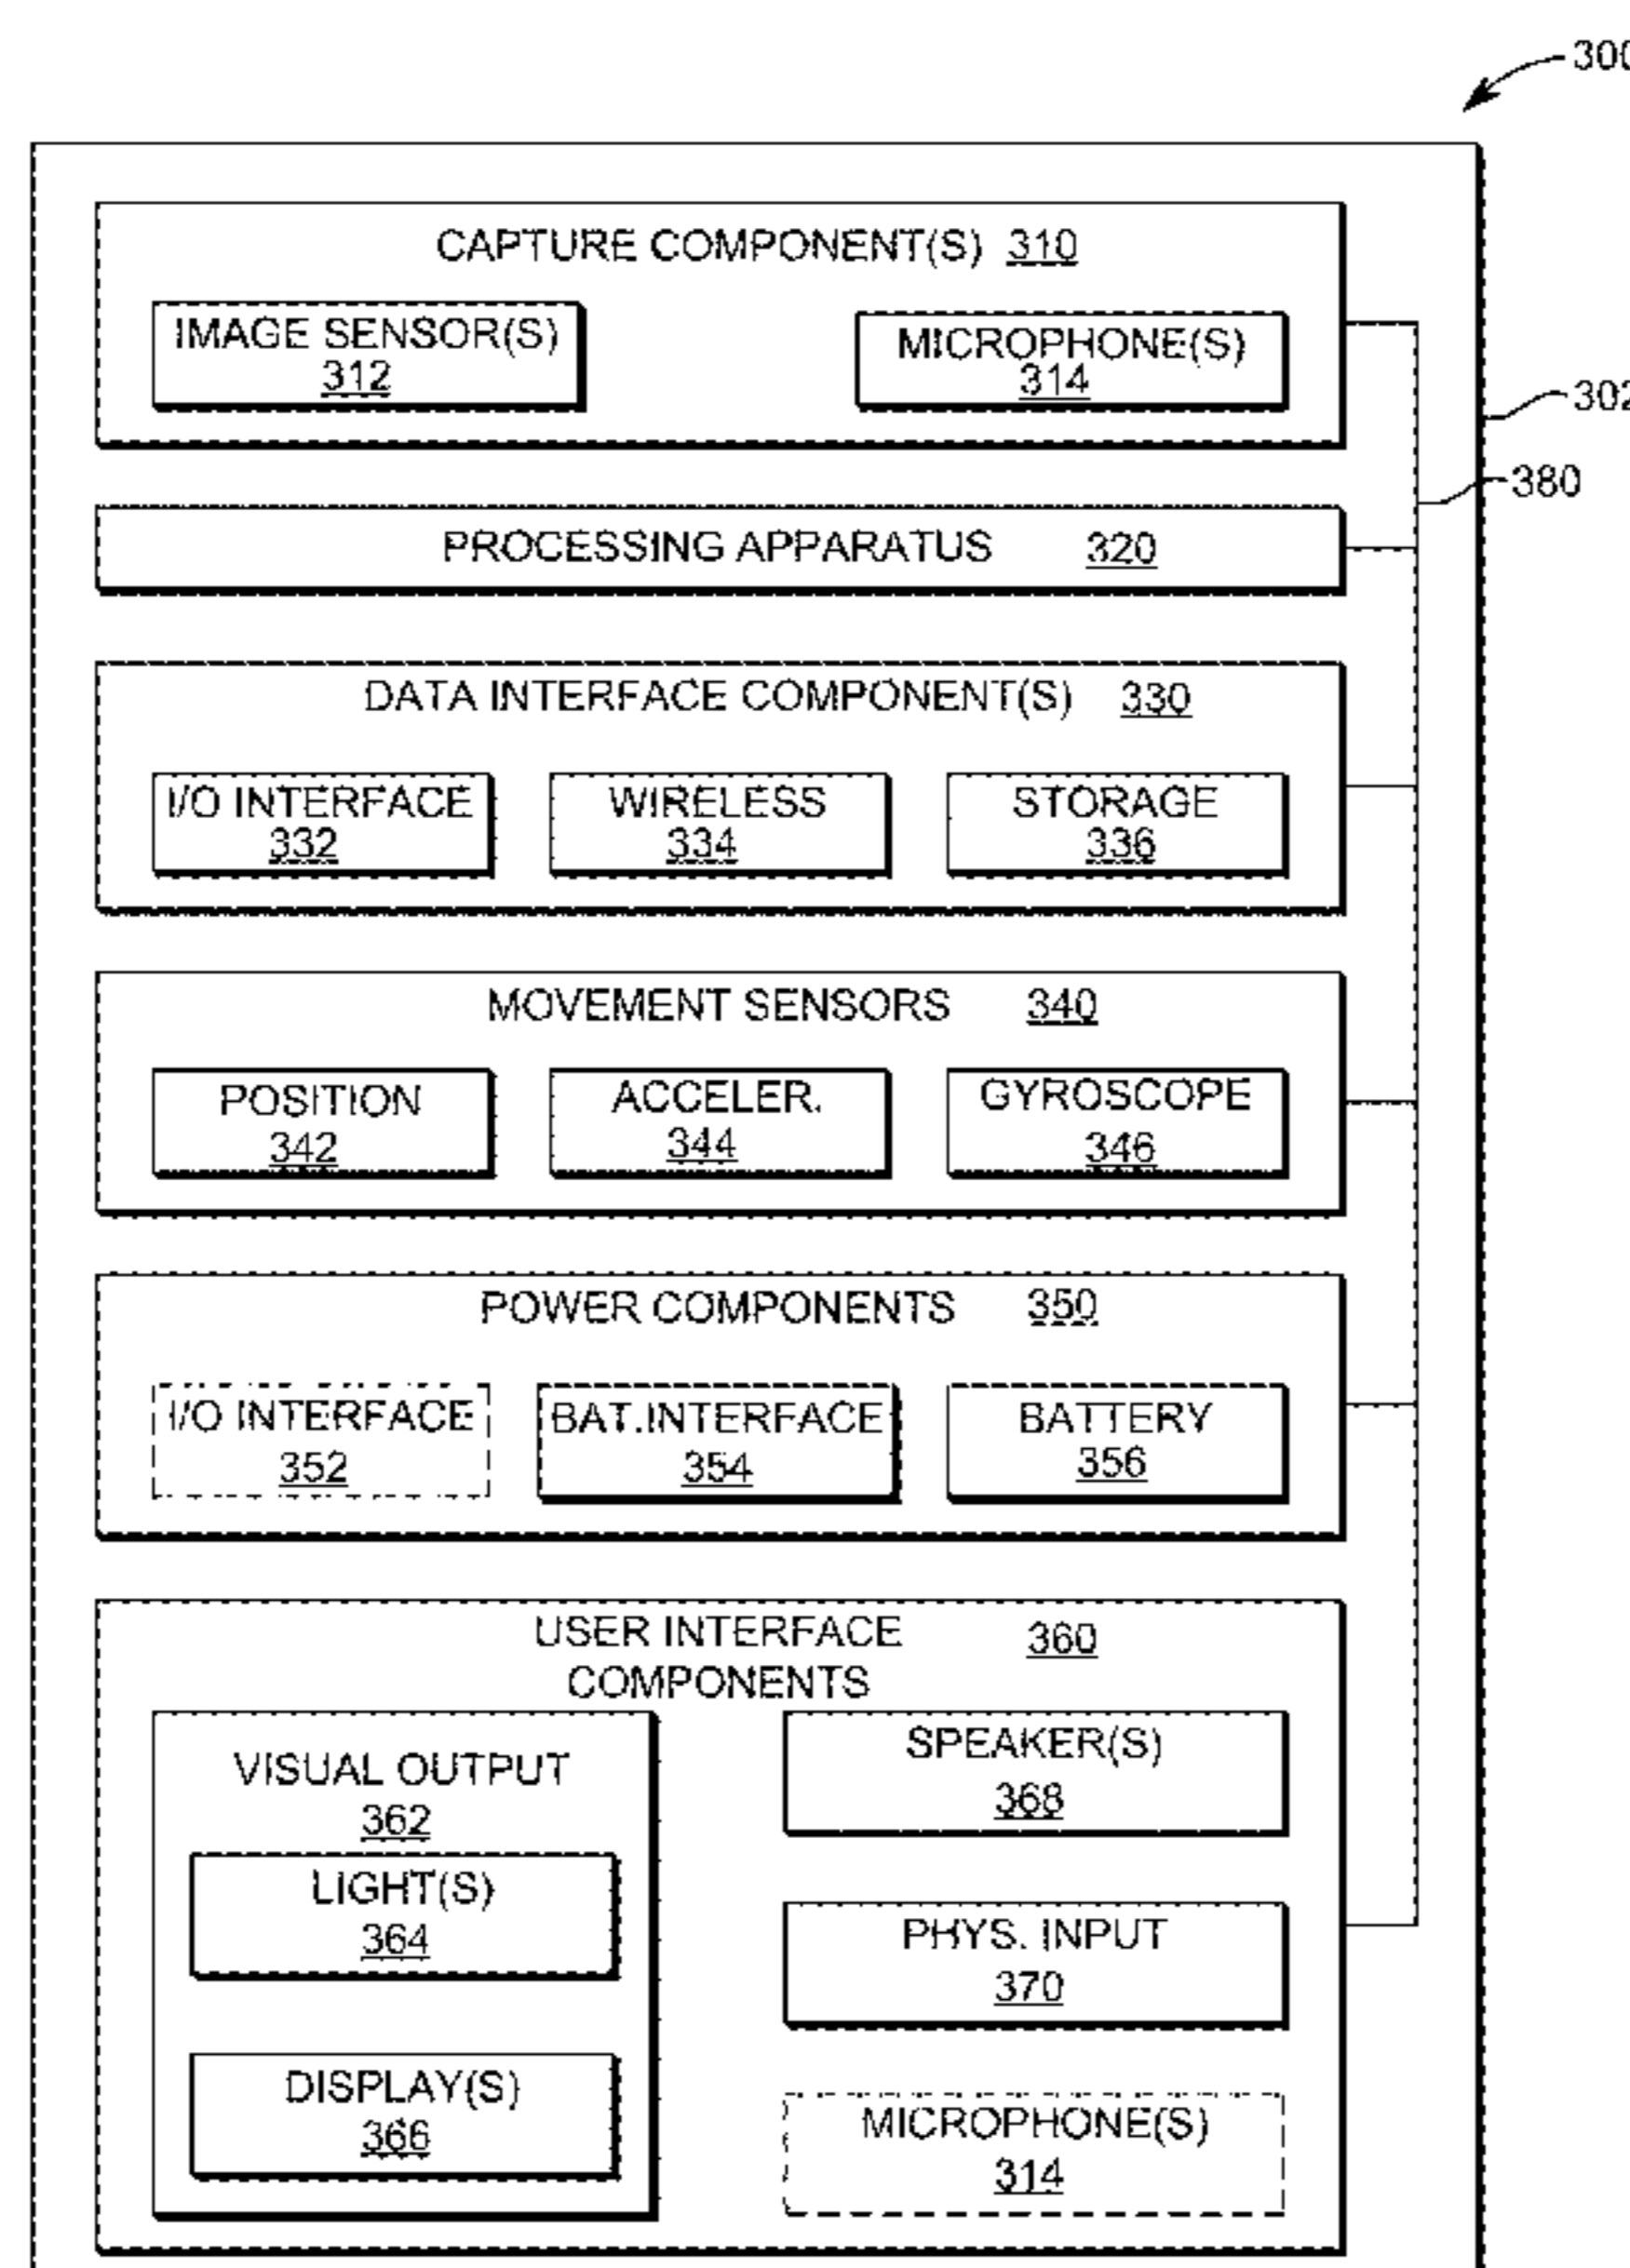 300
CAPTURE COMPONENT(S) 310
IMAGE SENSOR(S)
312
MICROPHONE(S)
314
302
380
PROCESSING APPARATUS 320
DATA INTERFACE COMPONENT(S) 330
I/O INTERFACE
332
WIRELESS
334
STORAGE
336
MOVEMENT SENSORS 340
POSITION
342
ACCELER.
344
GYROSCOPE
346
POWER COMPONENTS 350
I/O INTERFACE
352
BAT.INTERFACE
354
BATTERY
356
USER INTERFACE 360
COMPONENTS
VISUAL OUTPUT
362
LIGHT(S)
364
DISPLAY(S)
366
SPEAKER(S)
368
PHYS. INPUT
370
MICROPHONE(S)
314